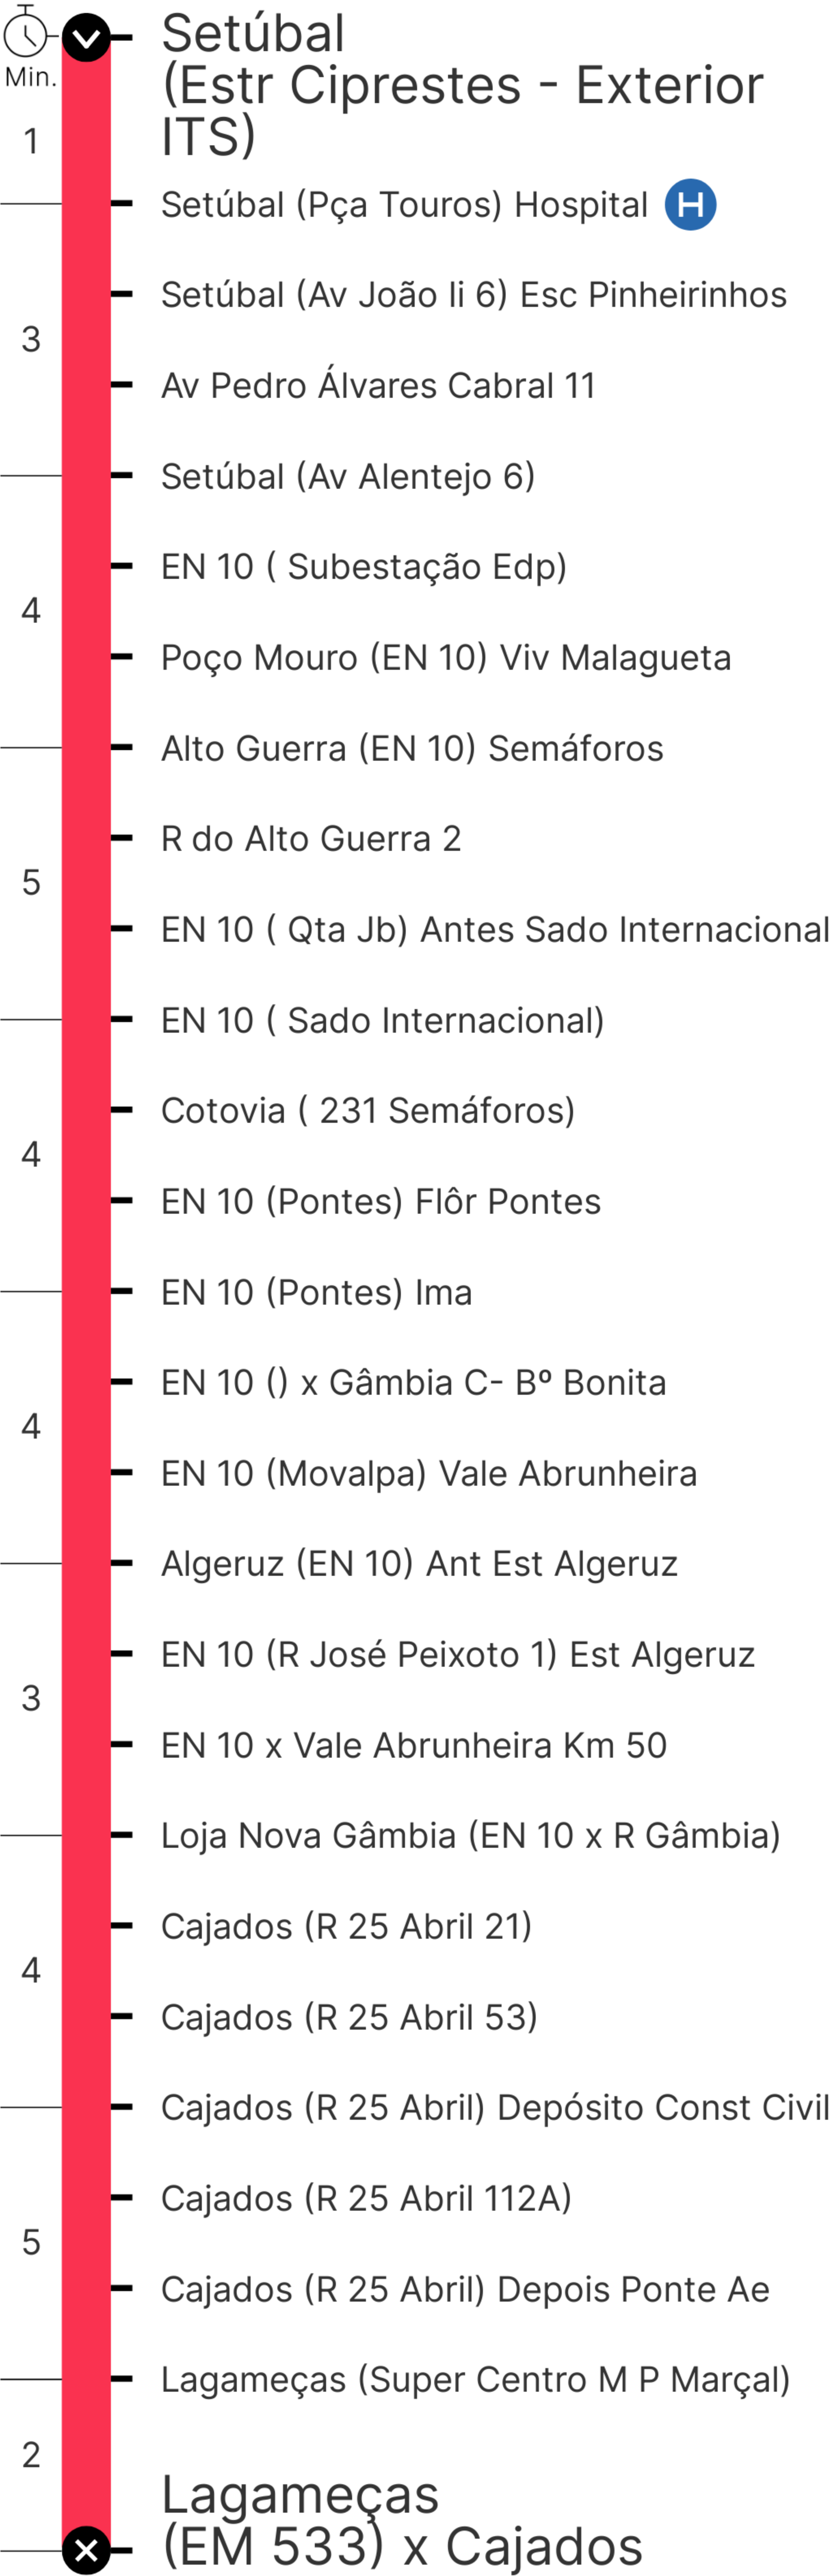 Setúbal
(Estr Ciprestes - Exterior
ITS)
Min.
1
Setúbal (Pça Touros) Hospital H
Setúbal (Av João Ii 6) Esc Pinheirinhos
3
Av Pedro Álvares Cabral 11
Setúbal (Av Alentejo 6)
EN 10 ( Subestação Edp)
4
Poço Mouro (EN 10) Viv Malagueta
Alto Guerra (EN 10) Semáforos
R do Alto Guerra 2
5
EN 10 ( Qta Jb) Antes Sado Internacional
EN 10 ( Sado Internacional)
Cotovia ( 231 Semáforos)
4
EN 10 (Pontes) Flôr Pontes
EN 10 (Pontes) Ima
EN 10 () x Gâmbia C- Bº Bonita
4
EN 10 (Movalpa) Vale Abrunheira
Algeruz (EN 10) Ant Est Algeruz
EN 10 (R José Peixoto 1) Est Algeruz
3
EN 10 x Vale Abrunheira Km 50
Loja Nova Gâmbia (EN 10 x R Gâmbia)
Cajados (R 25 Abril 21)
4
Cajados (R 25 Abril 53)
Cajados (R 25 Abril) Depósito Const Civil
Cajados (R 25 Abril 112A)
5
Cajados (R 25 Abril) Depois Ponte Ae
Lagameças (Super Centro M P Marçal)
2
Lagameças
(EM 533) x Cajados